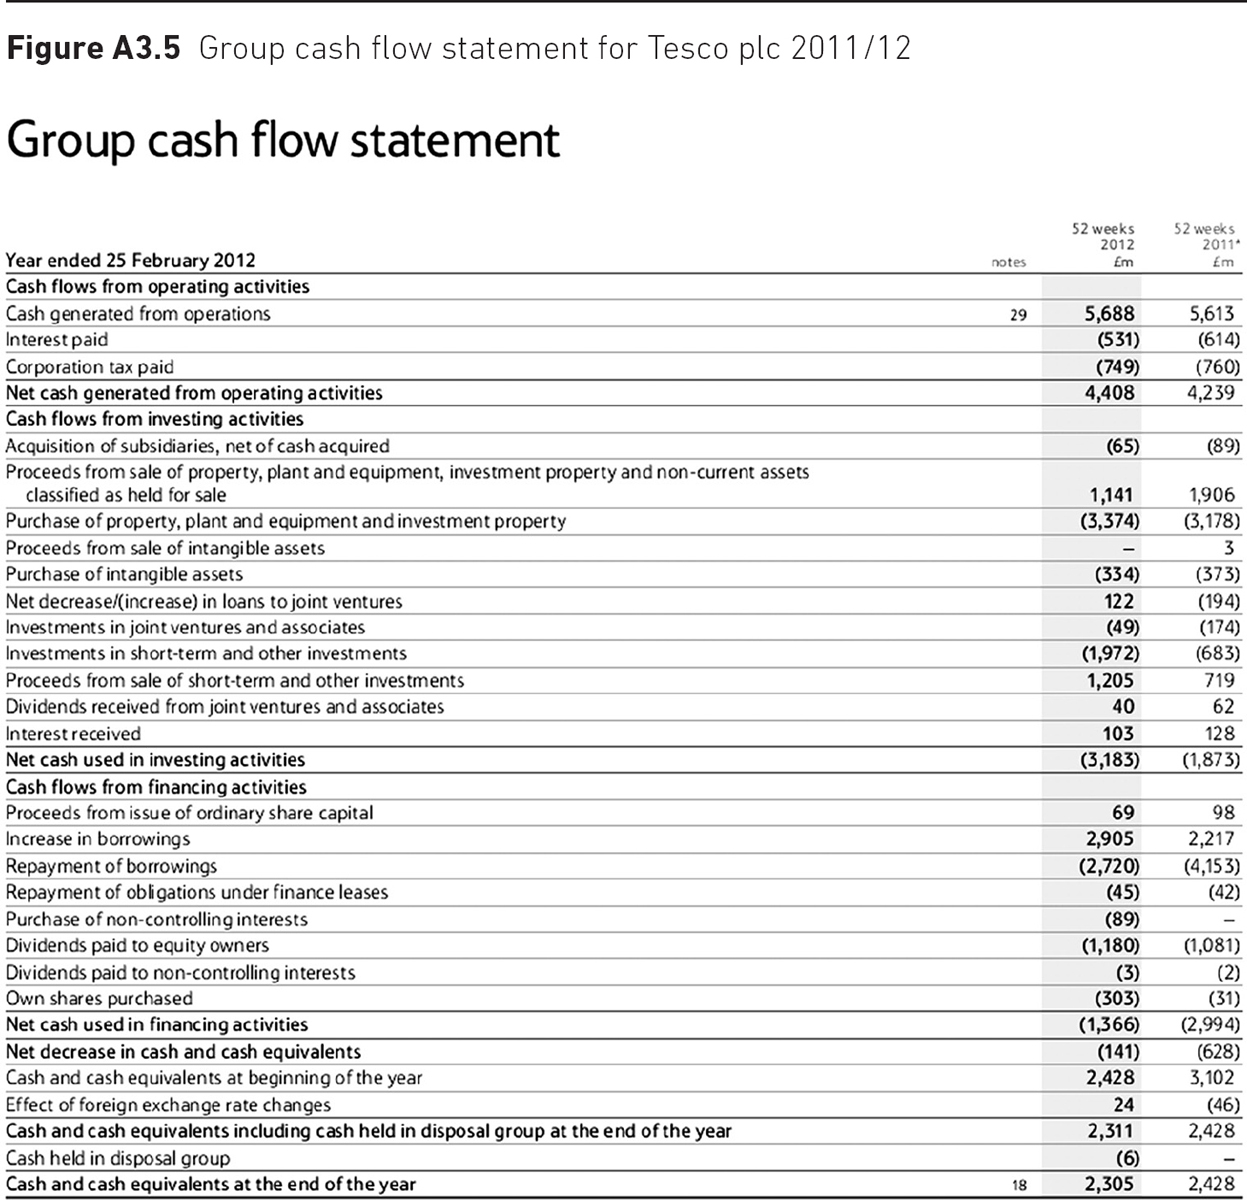 Figure A3.5 Group cash flow statement for Tesco plc 2011/12
Group cash flow statement
52 weeks 52 weeks
2012 2011*
Year ended 25 February 2012 notes £m £m
Cash flows from operating activities
Cash generated from operations 29 5,688 5,613
Interest paid (531) (614)
Corporation tax paid (749) (760)
Net cash generated from operating activities 4,408 4,239
Cash flows from investing activities
Acquisition of subsidiaries, net of cash acquired (65) (89)
Proceeds from sale of property, plant and equipment, investment property and non-current assets
classified as held for sale 1,141 1,906
Purchase of property, plant and equipment and investment property (3,374) (3,178)
Proceeds from sale of intangible assets – 3
Purchase of intangible assets (334) (373)
Net decrease/(increase) in loans to joint ventures 122 (194)
Investments in joint ventures and associates (49) (174)
Investments in short-term and other investments (1,972) (683)
Proceeds from sale of short-term and other investments 1,205 719
Dividends received from joint ventures and associates 40 62
Interest received 103 128
Net cash used in investing activities (3,183) (1,873)
Cash flows from financing activities
Proceeds from issue of ordinary share capital 69 98
Increase in borrowings 2,905 2,217
Repayment of borrowings (2,720) (4,153)
Repayment of obligations under finance leases (45) (42)
Purchase of non-controlling interests (89) –
Dividends paid to equity owners (1,180) (1,081)
Dividends paid to non-controlling interests (3) (2)
Own shares purchased (303) (31)
Net cash used in financing activities (1,366) (2,994)
Net decrease in cash and cash equivalents (141) (628)
Cash and cash equivalents at beginning of the year 2,428 3,102
Effect of foreign exchange rate changes 24 (46)
Cash and cash equivalents including cash held in disposal group at the end of the year 2,311 2,428
Cash held in disposal group (6) –
Cash and cash equivalents at the end of the year 18 2,305 2,428